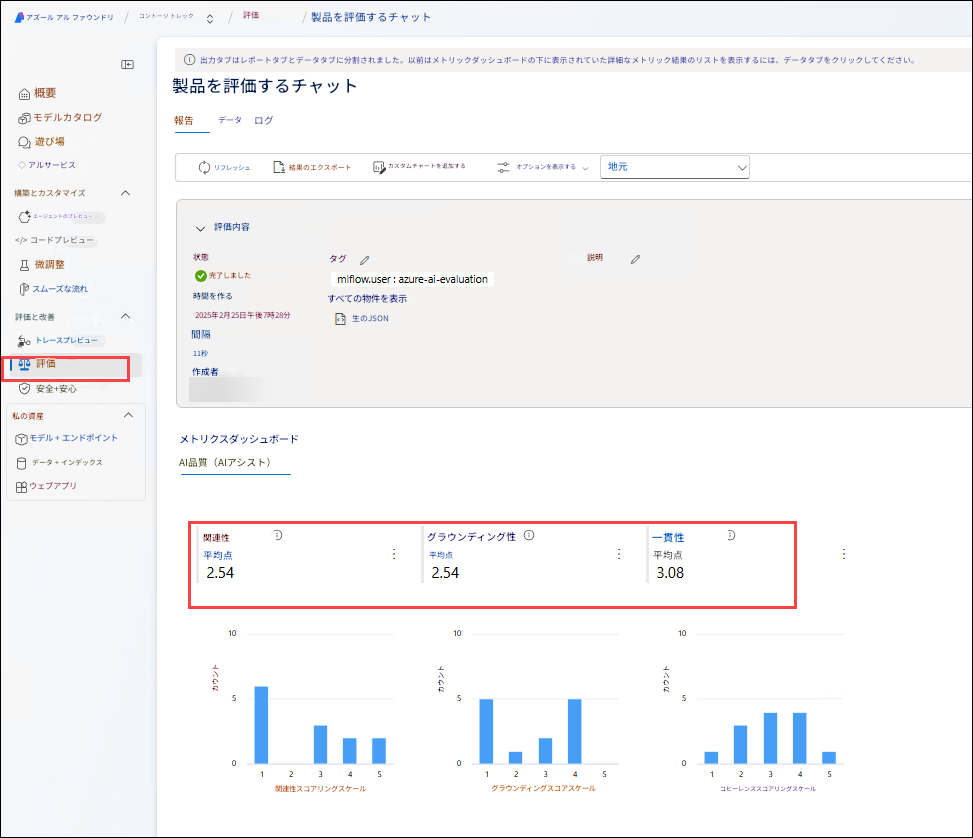 アズール アル ファウンドリ / コントーソ トレック / 評価 / 製品を評価するチャット
出力タブはレポートタブとデータタブに分割されました。以前はメトリックダッシュボードの下に表示されていた詳細なメトリック結果のリストを表示するには、データタブをクリックしてください。
製品を評価するチャット
報告 データ ログ
リフレッシュ 結果のエクスポート カスタムチャートを追加する オプションを表示する 地元
概要
モデルカタログ
遊び場
アルサービス
構築とカスタマイズ
エージェントのプレビュー
</> コードプレビュー
微調整
スムーズな流れ
評価と改善
トレースプレビュー
評価
安全+安心
私の資産
モデル + エンドポイント
データ + インデックス
ウェブアプリ
評価内容
状態
完了しました
時間を作る
2025年2月25日午後7時28分
間隔
11秒
作成者
タグ
mlflow.user : azure-ai-evaluation
すべての物件を表示
生のJSON
説明
メトリクスダッシュボード
AI品質（AIアシスト）
関連性
平均点
2.54
グラウンディング性
平均点
2.54
一貫性
平均点
3.08
10
5
0
カウント
1 2 3 4 5
関連性スコアリングスケール
10
5
0
カウント
1 2 3 4 5
グラウンディングスコアスケール
10
5
0
カウント
1 2 3 4 5
コヒーレンススコアリングスケール